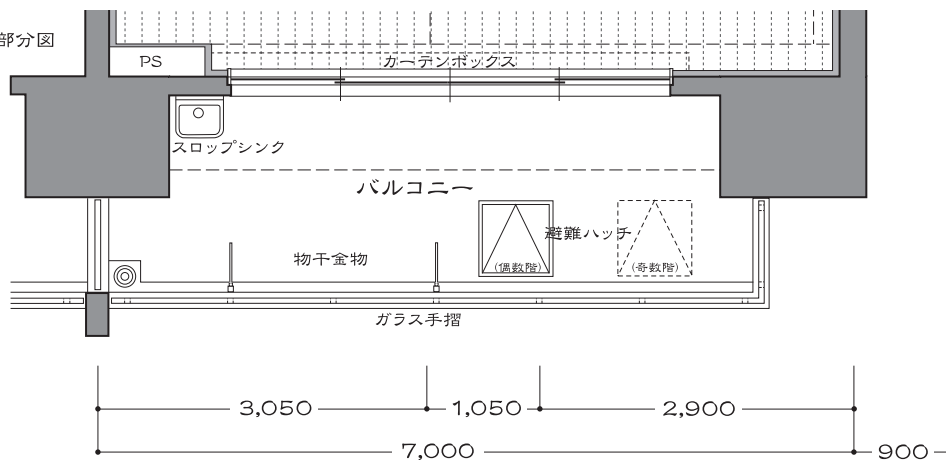 部分図
PS
カーテンボックス
スロップシンク
バルコニー
避難ハッチ
物干金物
(偶数階)
(奇数階)
ガラス手摺
3,050
1,050
2,900
7,000
900